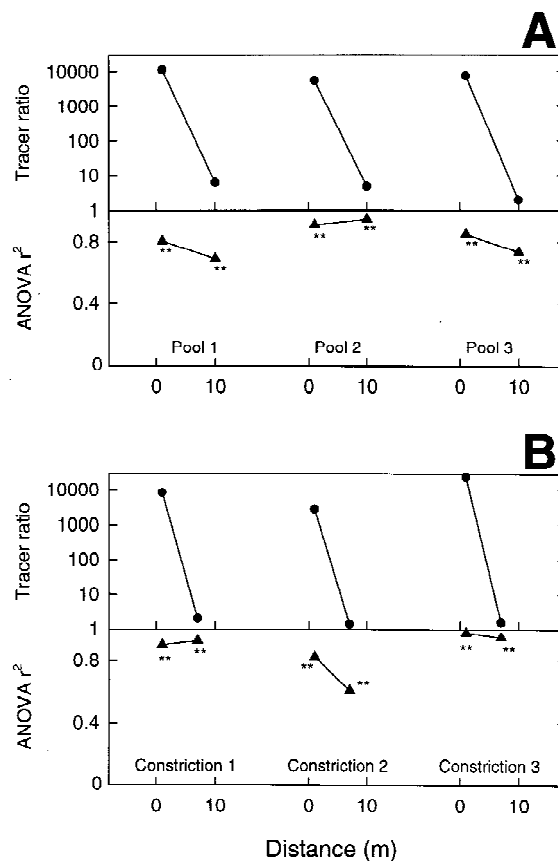 A
10000
1000
100
10
1
Tracer ratio
0.8
0.4
0
ANOVA r²
** ** ** ** ** **
Pool 1 Pool 2 Pool 3
0 10 0 10 0 10
B
10000
1000
100
10
1
Tracer ratio
0.8
0.4
0
ANOVA r²
** ** ** ** ** **
Constriction 1 Constriction 2 Constriction 3
0 10 0 10 0 10
Distance (m)